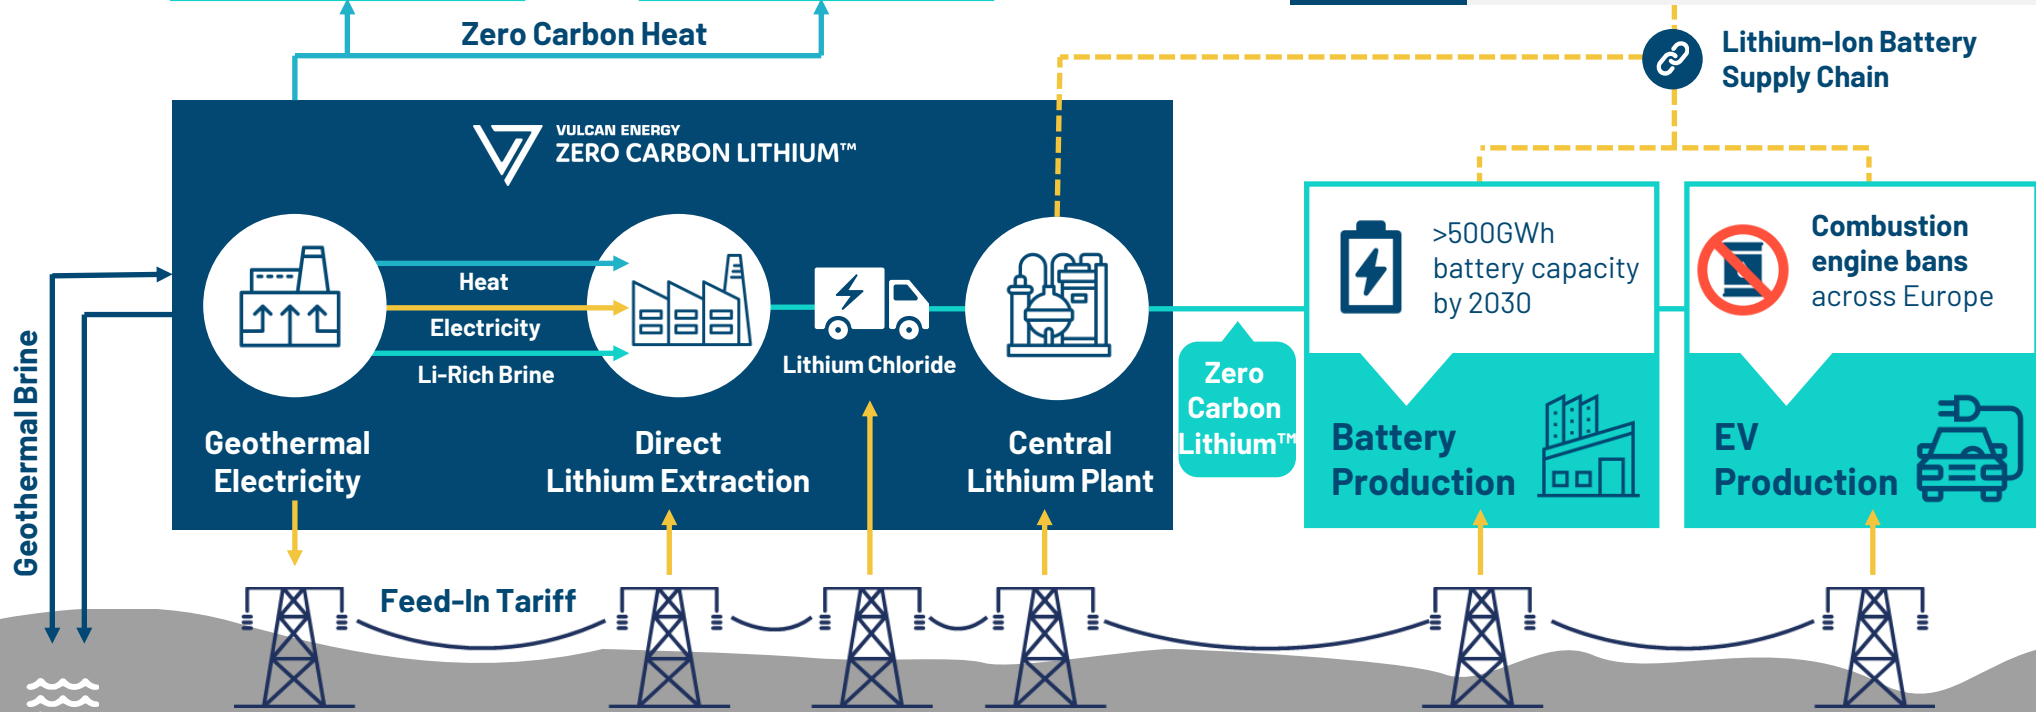 Zero Carbon Heat
Lithium-Ion Battery
Supply Chain
VULCAN ENERGY
ZERO CARBON LITHIUM™
Heat
Electricity
Li-Rich Brine
Lithium Chloride
Geothermal
Electricity
Direct
Lithium Extraction
Central
Lithium Plant
Zero
Carbon
Lithium™
>500GWh
battery capacity
by 2030
Battery
Production
Combustion
engine bans
across Europe
EV
Production
Geothermal Brine
Feed-In Tariff